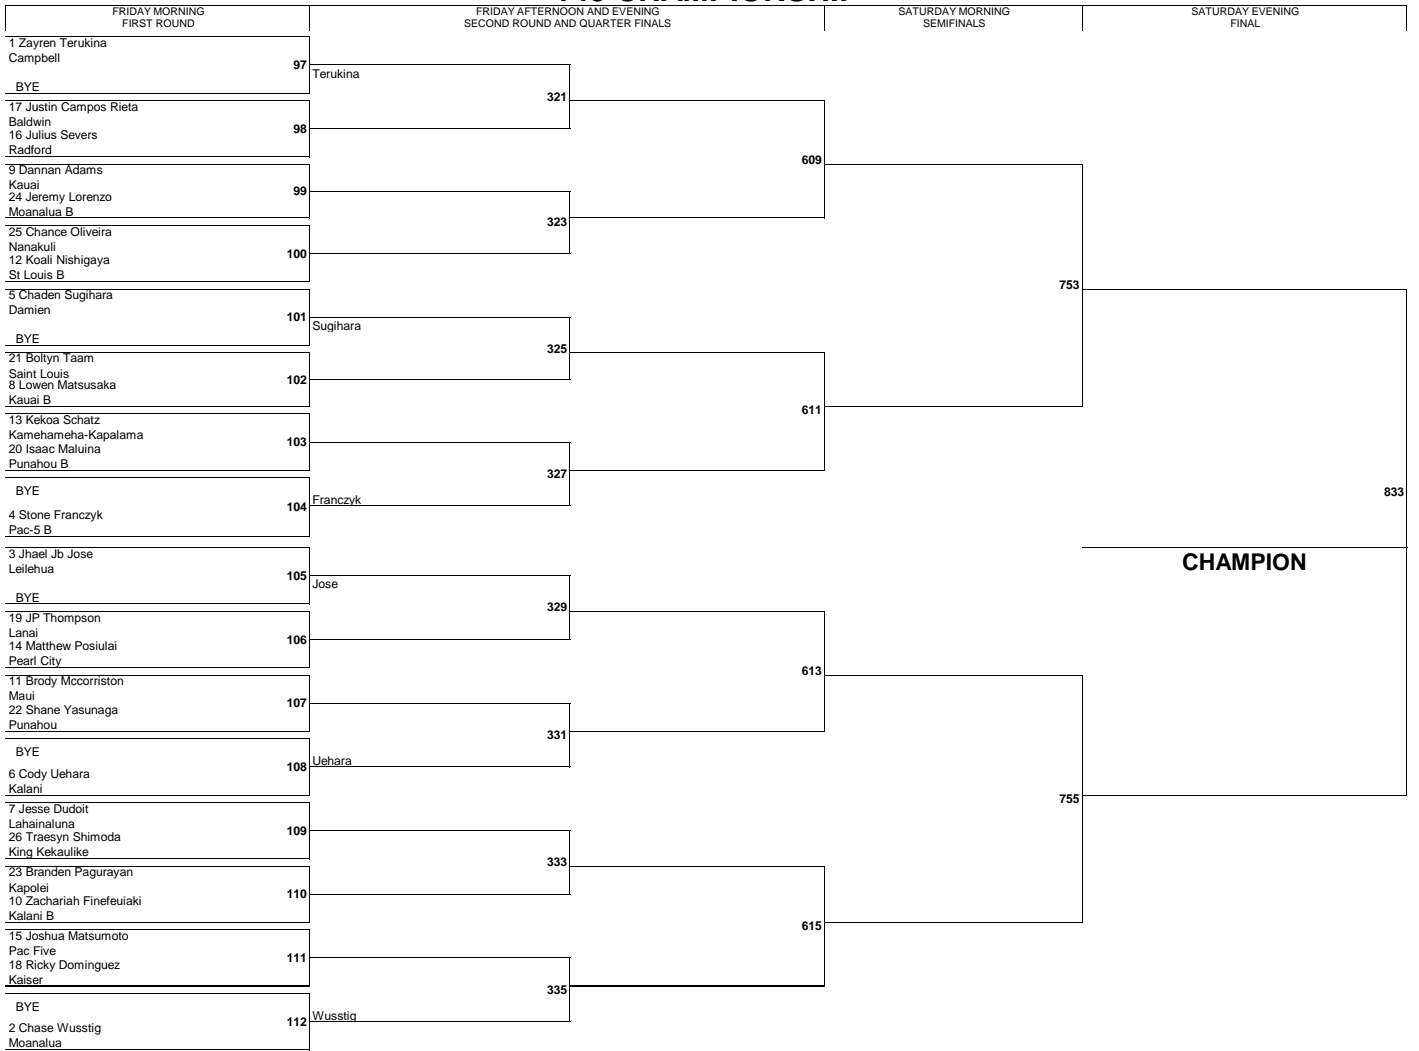 FRIDAY MORNING
FIRST ROUND
FRIDAY AFTERNOON AND EVENING
SECOND ROUND AND QUARTER FINALS
SATURDAY MORNING
SEMIFINALS
SATURDAY EVENING
FINAL
1 Zayren Terukina
Campbell
97
BYE
Terukina
321
17 Justin Campos Rieta
Baldwin
98
16 Julius Severs
Radford
609
9 Dannan Adams
Kauai
99
24 Jeremy Lorenzo
Moanalua B
323
25 Chance Oliveira
Nanakuli
100
12 Koali Nishigaya
St Louis B
753
5 Chaden Sugihara
Damien
101
BYE
Sugihara
325
21 Boltyn Taam
Saint Louis
102
8 Lowen Matsusaka
Kauai B
611
13 Kekoa Schatz
Kamehameha-Kapalama
103
20 Isaac Maluina
Punahou B
327
BYE
104
4 Stone Franczyk
Pac-5 B
Franczyk
833
CHAMPION
3 Jhael Jb Jose
Leilehua
105
BYE
Jose
329
19 JP Thompson
Lanai
106
14 Matthew Posiulai
Pearl City
613
11 Brody Mccorriston
Maui
107
22 Shane Yasunaga
Punahou
331
BYE
108
6 Cody Uehara
Kalani
Uehara
755
7 Jesse Dudoit
Lahainaluna
109
26 Traesyn Shimoda
King Kekaulike
333
23 Branden Pagurayan
Kapolei
110
10 Zachariah Finefeuiaki
Kalani B
615
15 Joshua Matsumoto
Pac Five
111
18 Ricky Dominguez
Kaiser
335
BYE
112
2 Chase Wusstig
Moanalua
Wusstig